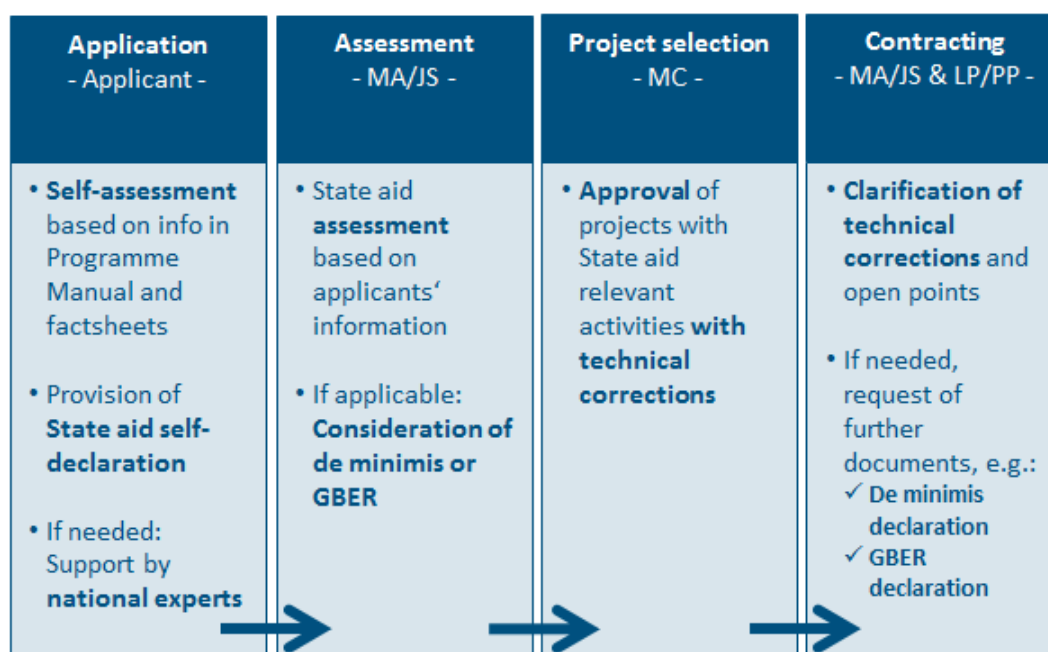 Application
- Applicant -
• Self-assessment
based on info in
Programme
Manual and
factsheets
• Provision of
State aid self-
declaration
• If needed:
Support by
national experts
Assessment
- MA/JS -
• State aid
assessment
based on
applicants‘
information
• If applicable:
Consideration of
de minimis or
GBER
Project selection
- MC -
• Approval of
projects with
State aid
relevant
activities with
technical
corrections
Contracting
- MA/JS & LP/PP -
• Clarification of
technical
corrections and
open points
• If needed,
request of
further
documents, e.g.:
✓ De minimis
declaration
✓ GBER
declaration